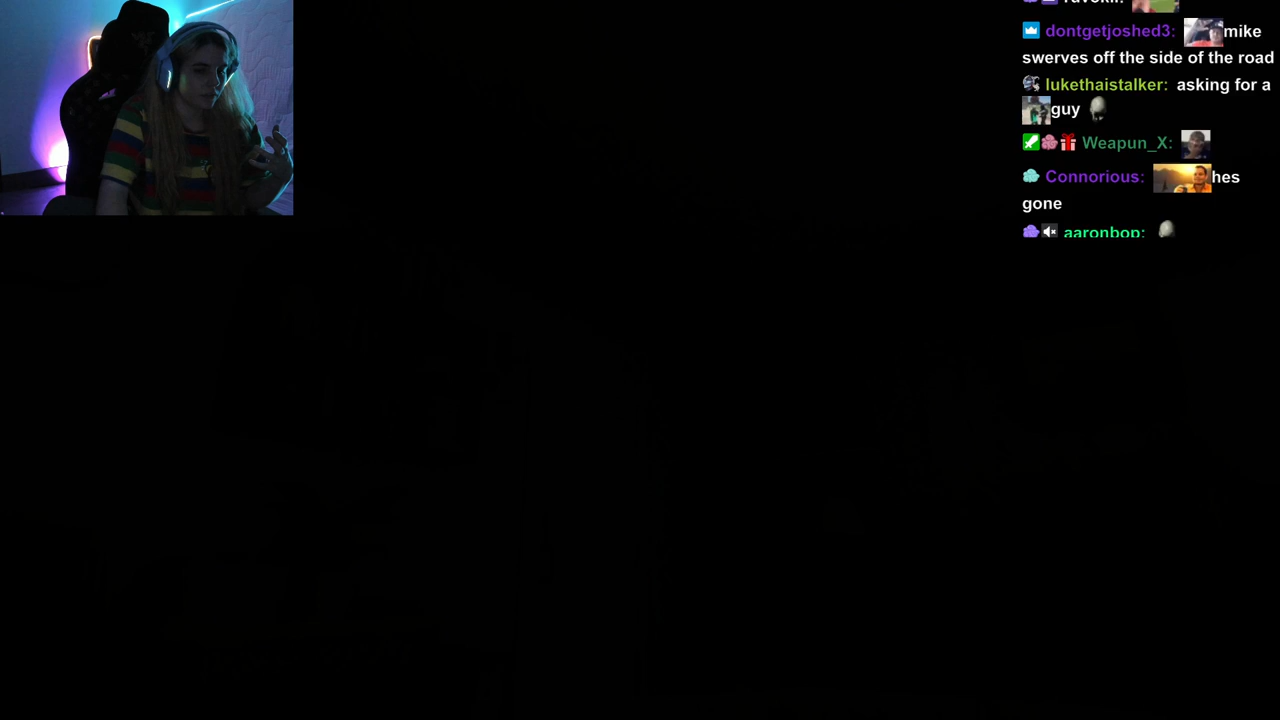 dontgetjoshed3: mike
swerves off the side of the road
lukethaistalker: asking for a
guy
Weapun_X:
Connorious: hes
gone
aaronbop: